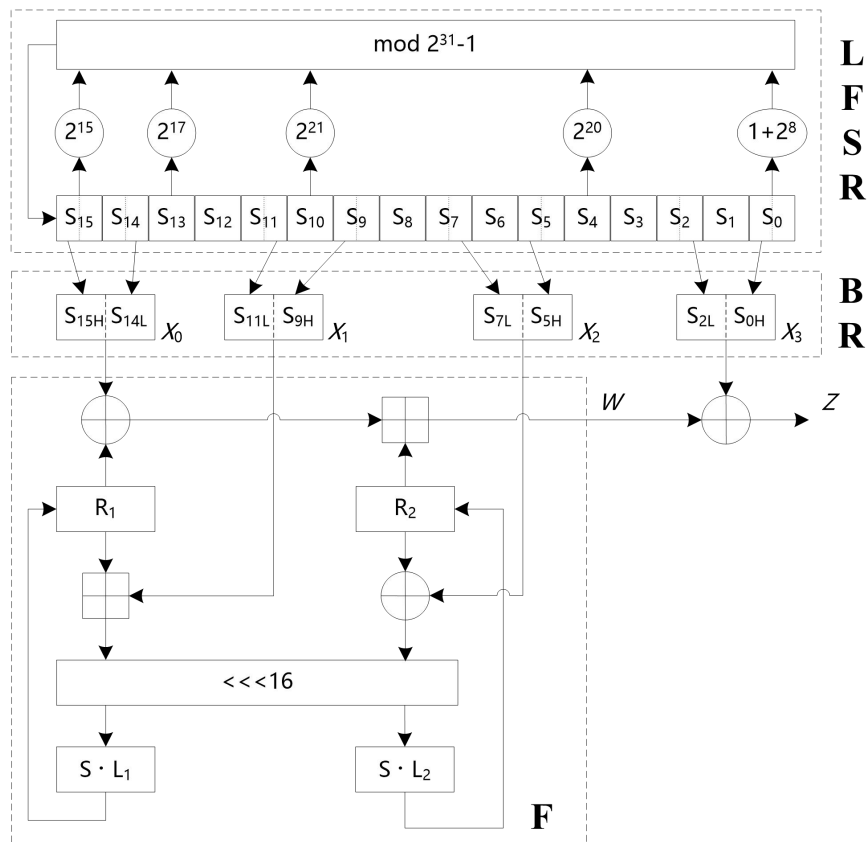 mod 2³¹-1
L
F
S
R
2¹⁵ 2¹⁷ 2²¹ 2²⁰ 1+2⁸
S₁₅ S₁₄ S₁₃ S₁₂ S₁₁ S₁₀ S₉ S₈ S₇ S₆ S₅ S₄ S₃ S₂ S₁ S₀
B
R
S₁₅H S₁₄L X₀ S₁₁L S₉H X₁ S₇L S₅H X₂ S₂L S₀H X₃
W Z
R₁ R₂
<<<16
S · L₁ S · L₂
F